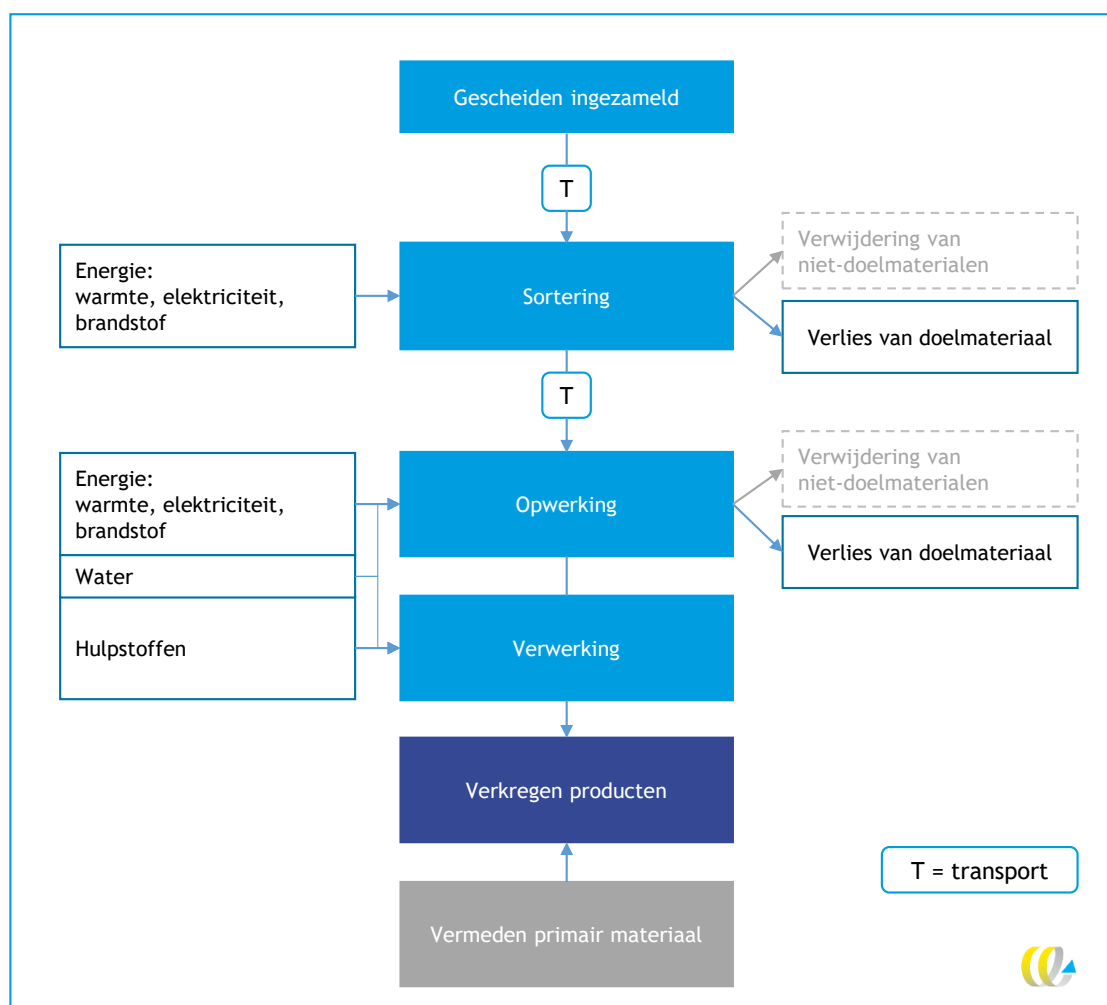 Gescheiden ingezameld
T
Energie:
warmte, elektriciteit,
brandstof
Sortering
Verwijdering van
niet-doelmaterialen
Verlies van doelmateriaal
T
Energie:
warmte, elektriciteit,
brandstof
Water
Hulpstoffen
Opwerking
Verwijdering van
niet-doelmaterialen
Verlies van doelmateriaal
Verwerking
Verkregen producten
T = transport
Vermeden primair materiaal